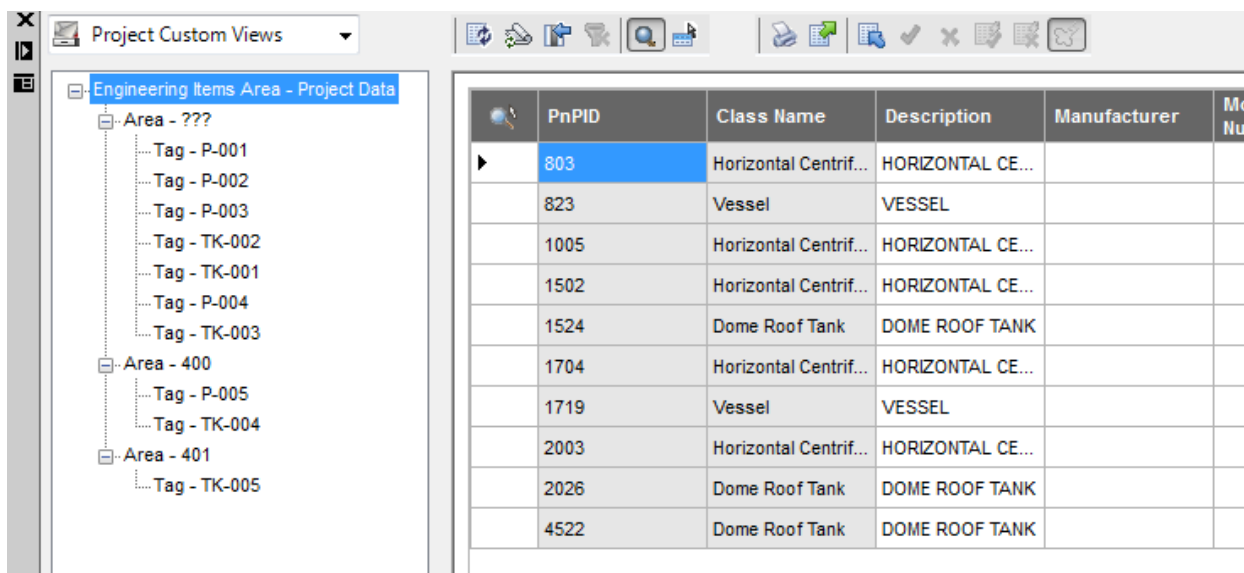 Project Custom Views
Engineering Items Area - Project Data
Area - ???
Tag - P-001
Tag - P-002
Tag - P-003
Tag - TK-002
Tag - TK-001
Tag - P-004
Tag - TK-003
Area - 400
Tag - P-005
Tag - TK-004
Area - 401
Tag - TK-005
PnPID Class Name Description Manufacturer
803 Horizontal Centrif... HORIZONTAL CE...
823 Vessel VESSEL
1005 Horizontal Centrif... HORIZONTAL CE...
1502 Horizontal Centrif... HORIZONTAL CE...
1524 Dome Roof Tank DOME ROOF TANK
1704 Horizontal Centrif... HORIZONTAL CE...
1719 Vessel VESSEL
2003 Horizontal Centrif... HORIZONTAL CE...
2026 Dome Roof Tank DOME ROOF TANK
4522 Dome Roof Tank DOME ROOF TANK